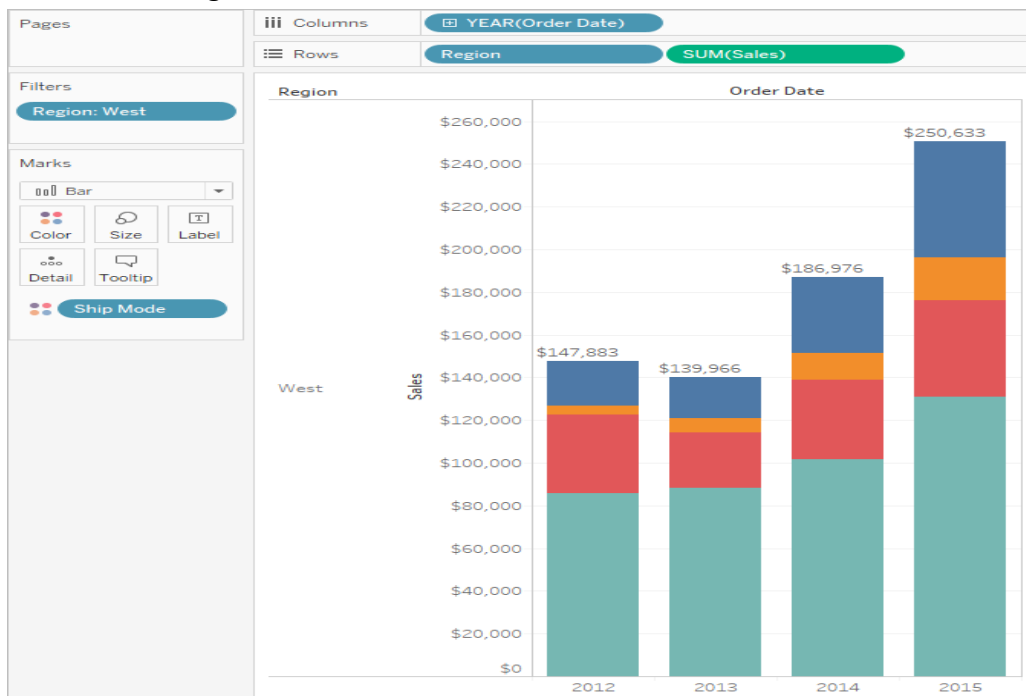 Pages
iii Columns
YEAR(Order Date)
Rows
Region
SUM(Sales)
Filters
Region: West
Marks
Bar
Color
Size
T
Label
Detail
Tooltip
Ship Mode
Region
Order Date
$260,000
$240,000
$220,000
$200,000
$180,000
$160,000
$140,000
$120,000
$100,000
$80,000
$60,000
$40,000
$20,000
$0
West
Sales
$147,883
$139,966
$186,976
$250,633
2012
2013
2014
2015